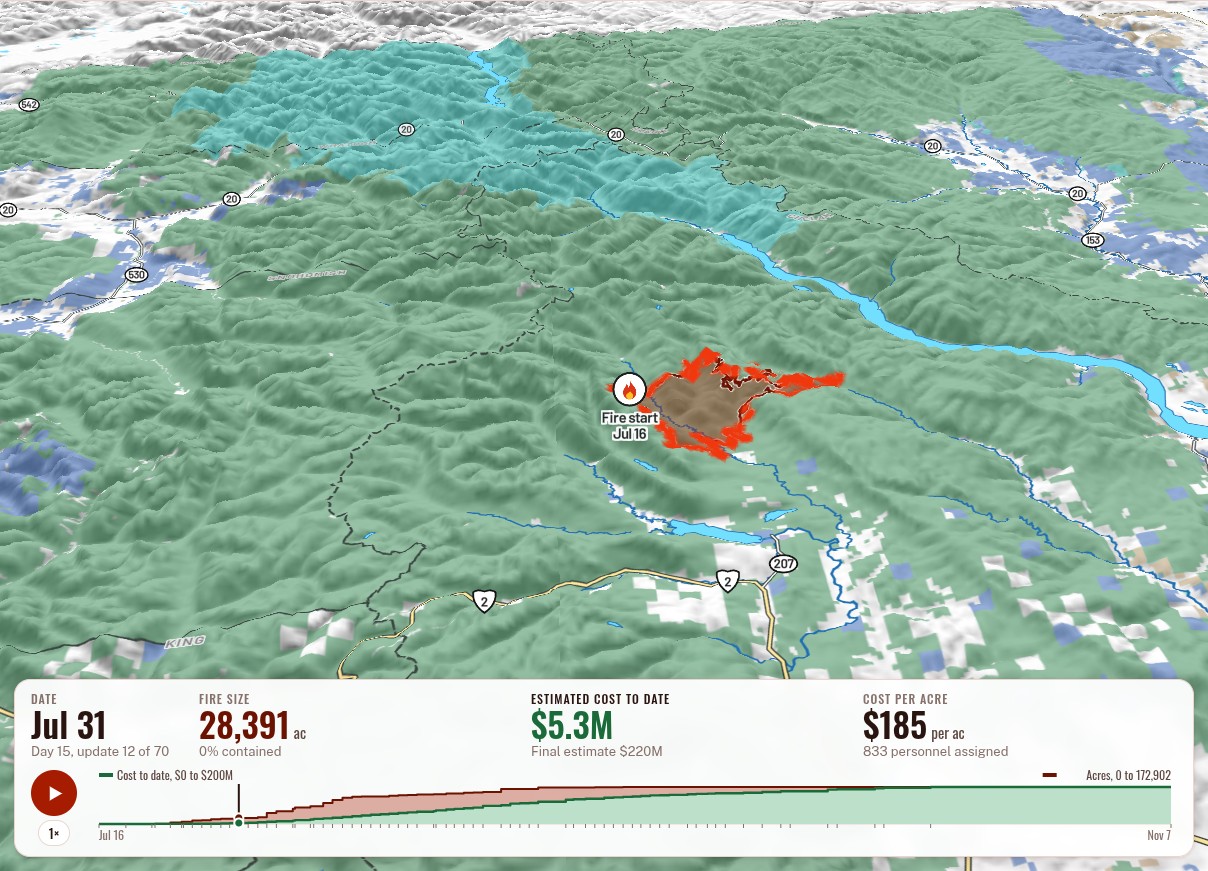 542
20
20
20
20
20
20
153
530
Fire start
Jul 16
207
2
2
KING
DATE
Jul 31
Day 15, update 12 of 70
FIRE SIZE
28,391 ac
0% contained
ESTIMATED COST TO DATE
$5.3M
Final estimate $220M
COST PER ACRE
$185 per ac
833 personnel assigned
Cost to date, $0 to $200M
Acres, 0 to 172,902
1×
Jul 16
Nov 7